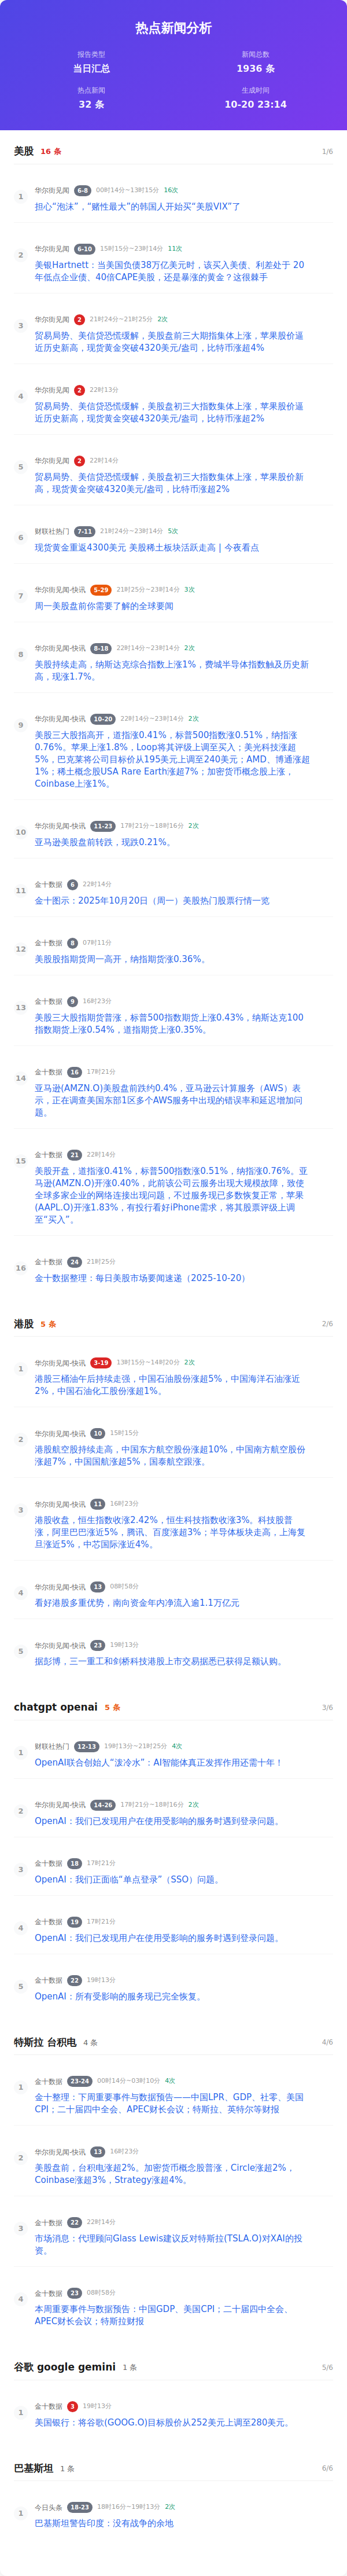 热点新闻分析
报告类型
新闻总数
当日汇总
1936 条
热点新闻
生成时间
32 条
10-20 23:14
美股 16 条 1/6
1
华尔街见闻 6-8 00时14分~13时15分 16次
担心“泡沫”，“赌性最大”的韩国人开始买“美股VIX”了
2
华尔街见闻 6-10 15时15分~23时14分 11次
美银Hartnett：当美国负债38万亿美元时，该买入美债、利差处于 20
年低点企业债、40倍CAPE美股，还是暴涨的黄金？这很棘手
3
华尔街见闻 2 21时24分~21时25分 2次
贸易局势、美信贷恐慌缓解，美股盘前三大期指集体上涨，苹果股价逼
近历史新高，现货黄金突破4320美元/盎司，比特币涨超4%
4
华尔街见闻 2 22时13分
贸易局势、美信贷恐慌缓解，美股盘初三大指数集体上涨，苹果股价逼
近历史新高，现货黄金突破4320美元/盎司，比特币涨超2%
5
华尔街见闻 2 22时14分
贸易局势、美信贷恐慌缓解，美股盘初三大指数集体上涨，苹果股价新
高，现货黄金突破4320美元/盎司，比特币涨超2%
6
财联社热门 7-11 21时24分~23时14分 5次
现货黄金重返4300美元 美股稀土板块活跃走高 | 今夜看点
7
华尔街见闻-快讯 5-29 21时25分~23时14分 3次
周一美股盘前你需要了解的全球要闻
8
华尔街见闻-快讯 8-18 22时14分~23时14分 2次
美股持续走高，纳斯达克综合指数上涨1%，费城半导体指数触及历史新
高，现涨1.7%。
9
华尔街见闻-快讯 10-20 22时14分~23时14分 2次
美股三大股指高开，道指涨0.41%，标普500指数涨0.51%，纳指涨
0.76%。苹果上涨1.8%，Loop将其评级上调至买入；美光科技涨超
5%，巴克莱将公司目标价从195美元上调至240美元；AMD、博通涨超
1%；稀土概念股USA Rare Earth涨超7%；加密货币概念股上涨，
Coinbase上涨1%。
10
华尔街见闻-快讯 11-23 17时21分~18时16分 2次
亚马逊美股盘前转跌，现跌0.21%。
11
金十数据 6 22时14分
金十图示：2025年10月20日（周一）美股热门股票行情一览
12
金十数据 8 07时11分
美股股指期货周一高开，纳指期货涨0.36%。
13
金十数据 9 16时23分
美股三大股指期货普涨，标普500指数期货上涨0.43%，纳斯达克100
指数期货上涨0.54%，道指期货上涨0.35%。
14
金十数据 16 17时21分
亚马逊(AMZN.O)美股盘前跌约0.4%，亚马逊云计算服务（AWS）表
示，正在调查美国东部1区多个AWS服务中出现的错误率和延迟增加问
题。
15
金十数据 21 22时14分
美股开盘，道指涨0.41%，标普500指数涨0.51%，纳指涨0.76%。亚
马逊(AMZN.O)开涨0.40%，此前该公司云服务出现大规模故障，致使
全球多家企业的网络连接出现问题，不过服务现已多数恢复正常，苹果
(AAPL.O)开涨1.83%，有投行看好iPhone需求，将其股票评级上调
至“买入”。
16
金十数据 24 21时25分
金十数据整理：每日美股市场要闻速递（2025-10-20）
港股 5 条 2/6
1
华尔街见闻-快讯 3-19 13时15分~14时20分 2次
港股三桶油午后持续走强，中国石油股份涨超5%，中国海洋石油涨近
2%，中国石油化工股份涨超1%。
2
华尔街见闻-快讯 10 15时15分
港股航空股持续走高，中国东方航空股份涨超10%，中国南方航空股份
涨超7%，中国国航涨超5%，国泰航空跟涨。
3
华尔街见闻-快讯 11 16时23分
港股收盘，恒生指数收涨2.42%，恒生科技指数收涨3%。科技股普
涨，阿里巴巴涨近5%，腾讯、百度涨超3%；半导体板块走高，上海复
旦涨近5%，中芯国际涨近4%。
4
华尔街见闻-快讯 13 08时58分
看好港股多重优势，南向资金年内净流入逾1.1万亿元
5
华尔街见闻-快讯 23 19时13分
据彭博，三一重工和剑桥科技港股上市交易据悉已获得足额认购。
chatgpt openai 5 条 3/6
1
财联社热门 12-13 19时13分~21时25分 4次
OpenAI联合创始人“泼冷水”：AI智能体真正发挥作用还需十年！
2
华尔街见闻-快讯 14-26 17时21分~18时16分 2次
OpenAI：我们已发现用户在使用受影响的服务时遇到登录问题。
3
金十数据 18 17时21分
OpenAI：我们正面临“单点登录”（SSO）问题。
4
金十数据 19 17时21分
OpenAI：我们已发现用户在使用受影响的服务时遇到登录问题。
5
金十数据 22 19时13分
OpenAI：所有受影响的服务现已完全恢复。
特斯拉 台积电 4 条 4/6
1
金十数据 23-24 00时14分~03时10分 4次
金十整理：下周重要事件与数据预告——中国LPR、GDP、社零、美国
CPI；二十届四中全会、APEC财长会议；特斯拉、英特尔等财报
2
华尔街见闻-快讯 13 16时23分
美股盘前，台积电涨超2%。加密货币概念股普涨，Circle涨超2%，
Coinbase涨超3%，Strategy涨超4%。
3
金十数据 22 22时14分
市场消息：代理顾问Glass Lewis建议反对特斯拉(TSLA.O)对XAI的投
资。
4
金十数据 23 08时58分
本周重要事件与数据预告：中国GDP、美国CPI；二十届四中全会、
APEC财长会议；特斯拉财报
谷歌 google gemini 1 条 5/6
1
金十数据 3 19时13分
美国银行：将谷歌(GOOG.O)目标股价从252美元上调至280美元。
巴基斯坦 1 条 6/6
1
今日头条 18-23 18时16分~19时13分 2次
巴基斯坦警告印度：没有战争的余地